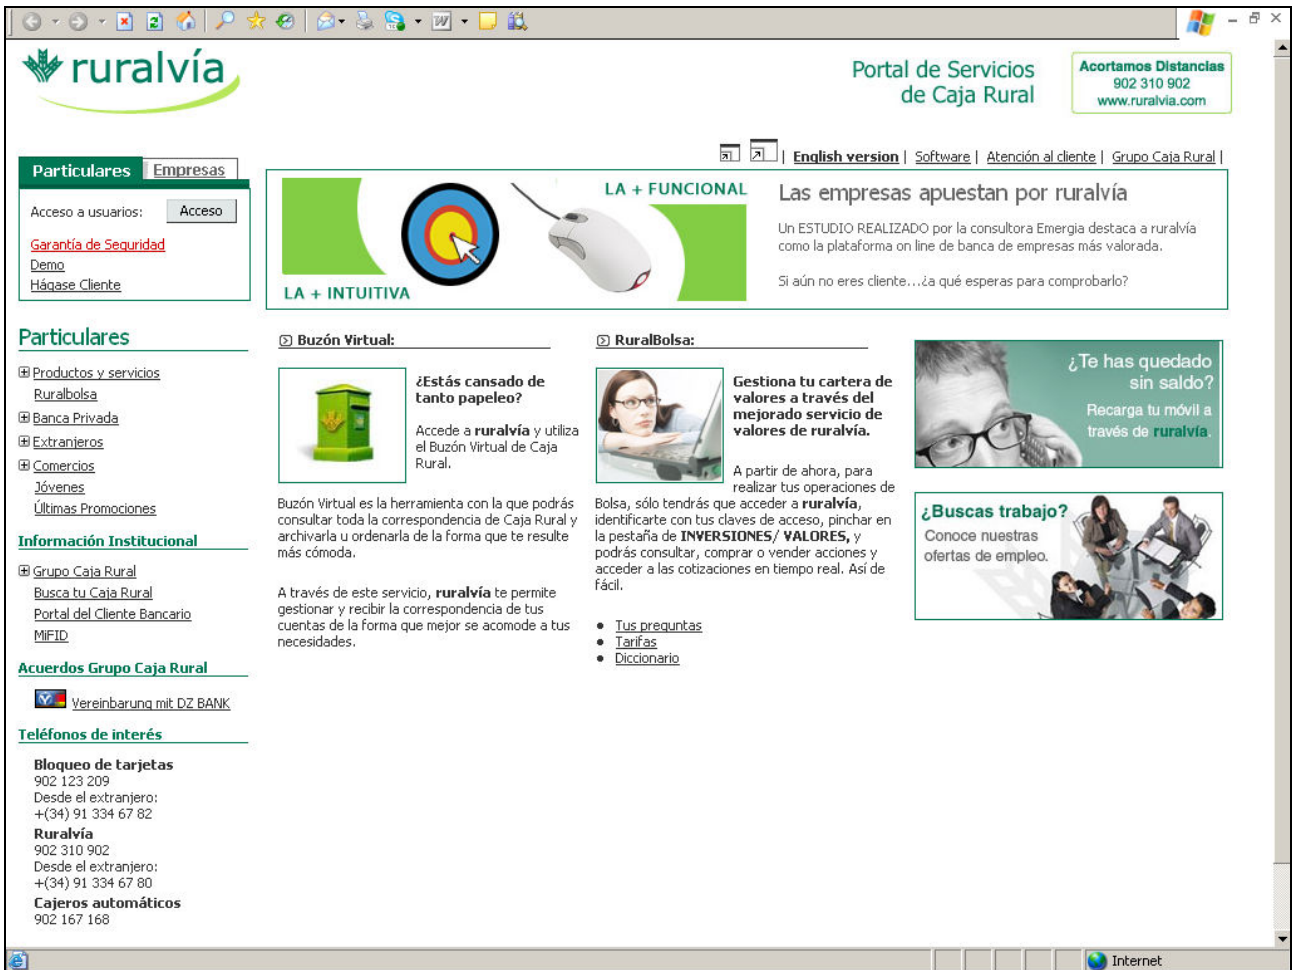 ruralvía
Portal de Servicios
de Caja Rural
Acortamos Distancias
902 310 902
www.ruralvia.com
Particulares
Empresas
| English version | Software | Atención al cliente | Grupo Caja Rural |
Acceso a usuarios:
Acceso
Garantía de Seguridad
Demo
Hágase Cliente
LA + FUNCIONAL
LA + INTUITIVA
Las empresas apuestan por ruralvía
Un ESTUDIO REALIZADO por la consultora Emergia destaca a ruralvía
como la plataforma on line de banca de empresas más valorada.
Si aún no eres cliente...¿a qué esperas para comprobarlo?
Particulares
Productos y servicios
Ruralbolsa
Banca Privada
Extranjeros
Comercios
Jóvenes
Últimas Promociones
Información Institucional
Grupo Caja Rural
Busca tu Caja Rural
Portal del Cliente Bancario
MiFID
Acuerdos Grupo Caja Rural
Vereinbarung mit DZ BANK
Teléfonos de interés
Bloqueo de tarjetas
902 123 209
Desde el extranjero:
+(34) 91 334 67 82
Ruralvía
902 310 902
Desde el extranjero:
+(34) 91 334 67 80
Cajeros automáticos
902 167 168
Buzón Virtual:
¿Estás cansado de
tanto papeleo?
Accede a ruralvía y utiliza
el Buzón Virtual de Caja
Rural.
Buzón Virtual es la herramienta con la que podrás
consultar toda la correspondencia de Caja Rural y
archivarla u ordenarla de la forma que te resulte
más cómoda.
A través de este servicio, ruralvía te permite
gestionar y recibir la correspondencia de tus
cuentas de la forma que mejor se acomode a tus
necesidades.
RuralBolsa:
Gestiona tu cartera de
valores a través del
mejorado servicio de
valores de ruralvía.
A partir de ahora, para
realizar tus operaciones de
Bolsa, sólo tendrás que acceder a ruralvía,
identificarte con tus claves de acceso, pinchar en
la pestaña de INVERSIONES/ VALORES, y
podrás consultar, comprar o vender acciones y
acceder a las cotizaciones en tiempo real. Así de
fácil.
Tus preguntas
Tarifas
Diccionario
¿Te has quedado
sin saldo?
Recarga tu móvil a
través de ruralvía.
¿Buscas trabajo?
Conoce nuestras
ofertas de empleo.
Internet